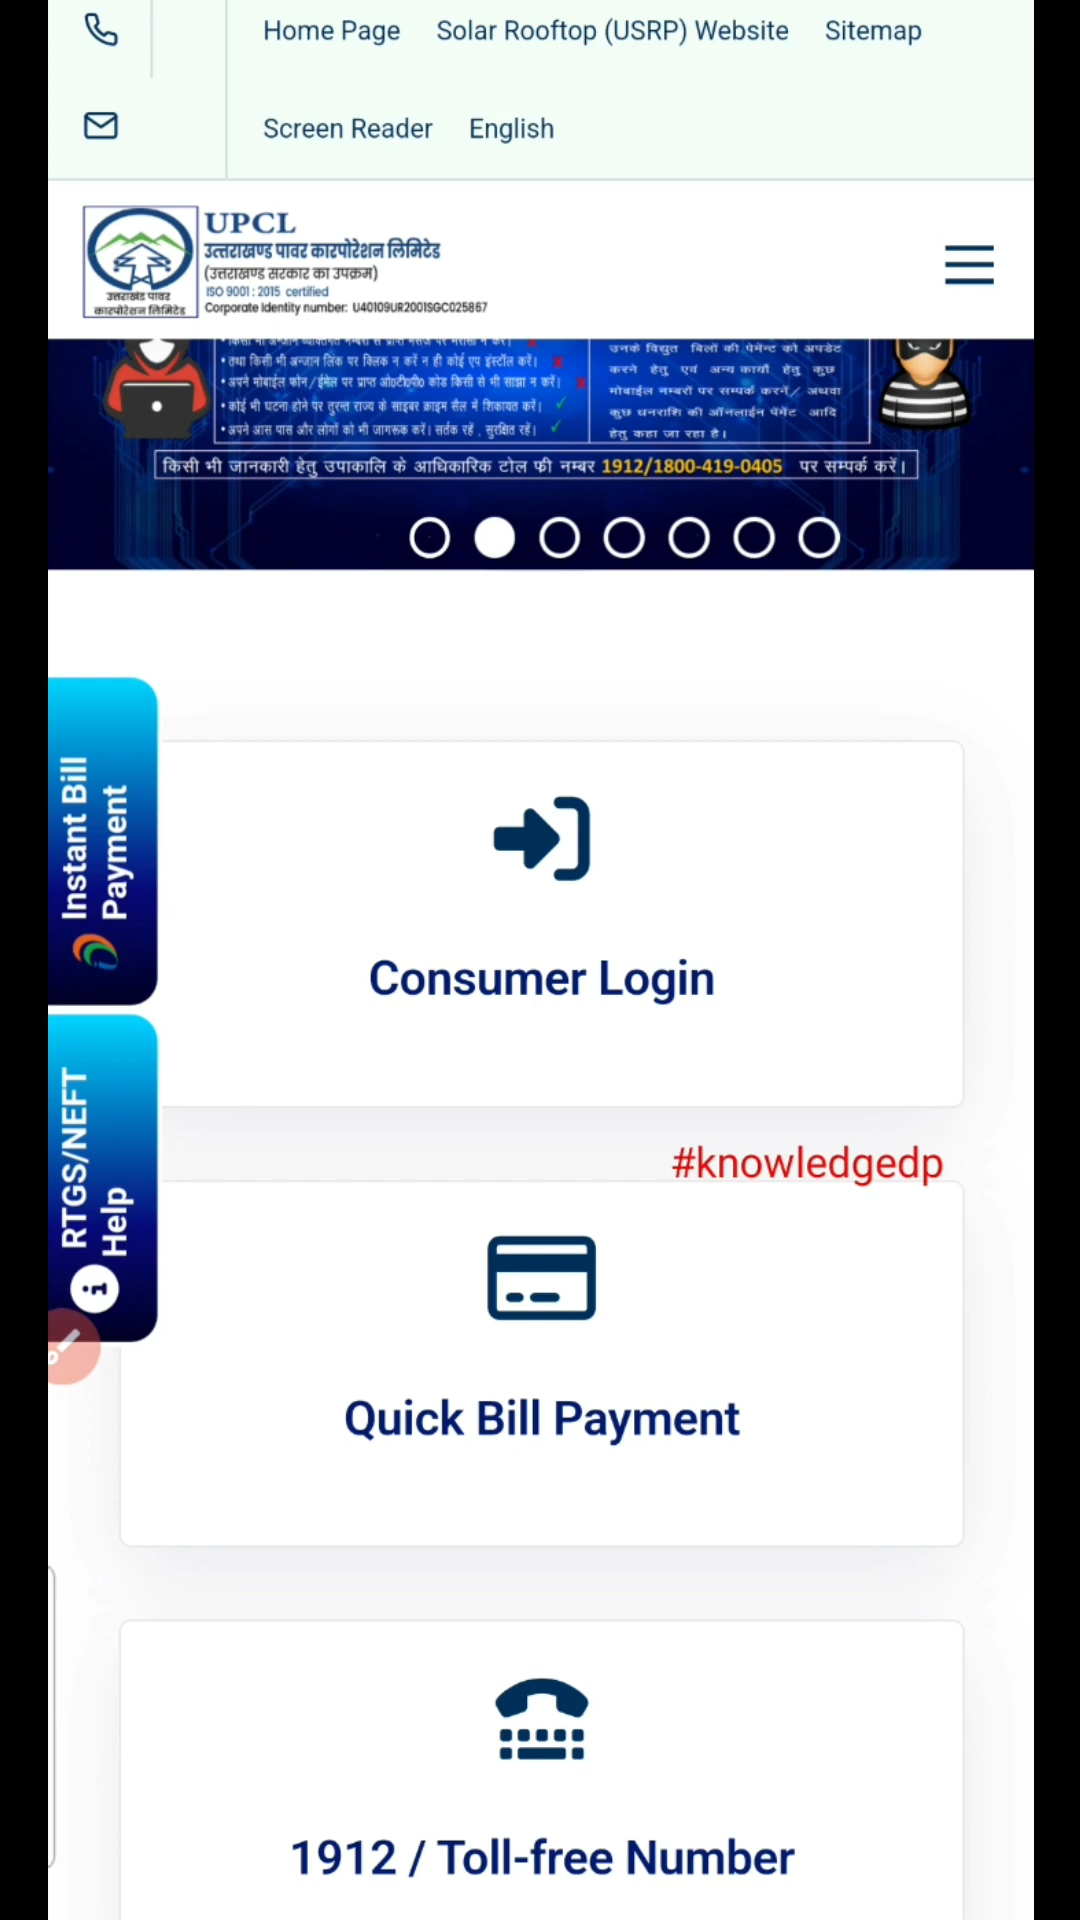 Home Page Solar Rooftop (USRP) Website Sitemap
Screen Reader English
UPCL
उत्तराखण्ड पावर कारपोरेशन लिमिटेड
(उत्तराखण्ड सरकार का उपक्रम)
ISO 9001 : 2015 certified
Corporate Identity number: U40109UR2001SGC025867
उत्तराखंड पावर
कारपोरेशन लिमिटेड
• तथा किसी भी अन्जान लिंक पर क्लिक न करें न ही कोई एप इंस्टॉल करें।
• अपने मोबाईल फोन/ईमेल पर प्राप्त ओ0टी0पी0 कोड किसी से भी साझा न करें।
• कोई भी घटना होने पर तुरन्त राज्य के साइबर क्राइम सैल में शिकायत करें।
• अपने आस पास और लोगों को भी जागरूक करें। सर्तक रहें , सुरक्षित रहें।
उनके विद्युत बिलों की पेमेन्ट को अपडेट
करने हेतु एवं अन्य कार्यों हेतु कुछ
मोबाईल नम्बरों पर सम्पर्क करनें/ अथवा
कुछ धनराशि की ऑनलाईन पेमेंट आदि
हेतु कहा जा रहा है।
किसी भी जानकारी हेतु उपाकालि के आधिकारिक टोल फी नम्बर 1912/1800-419-0405 पर सम्पर्क करें।
Instant Bill
Payment
Consumer Login
RTGS/NEFT
Help
#knowledgedp
Quick Bill Payment
1912 / Toll-free Number